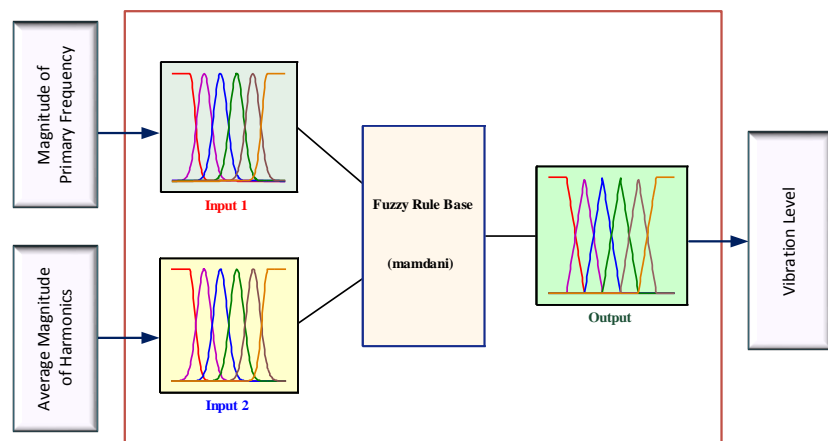 Magnitude of
Primary Frequency
Input 1
Average Magnitude
of Harmonics
Input 2
Fuzzy Rule Base
(mamdani)
Output
Vibration Level